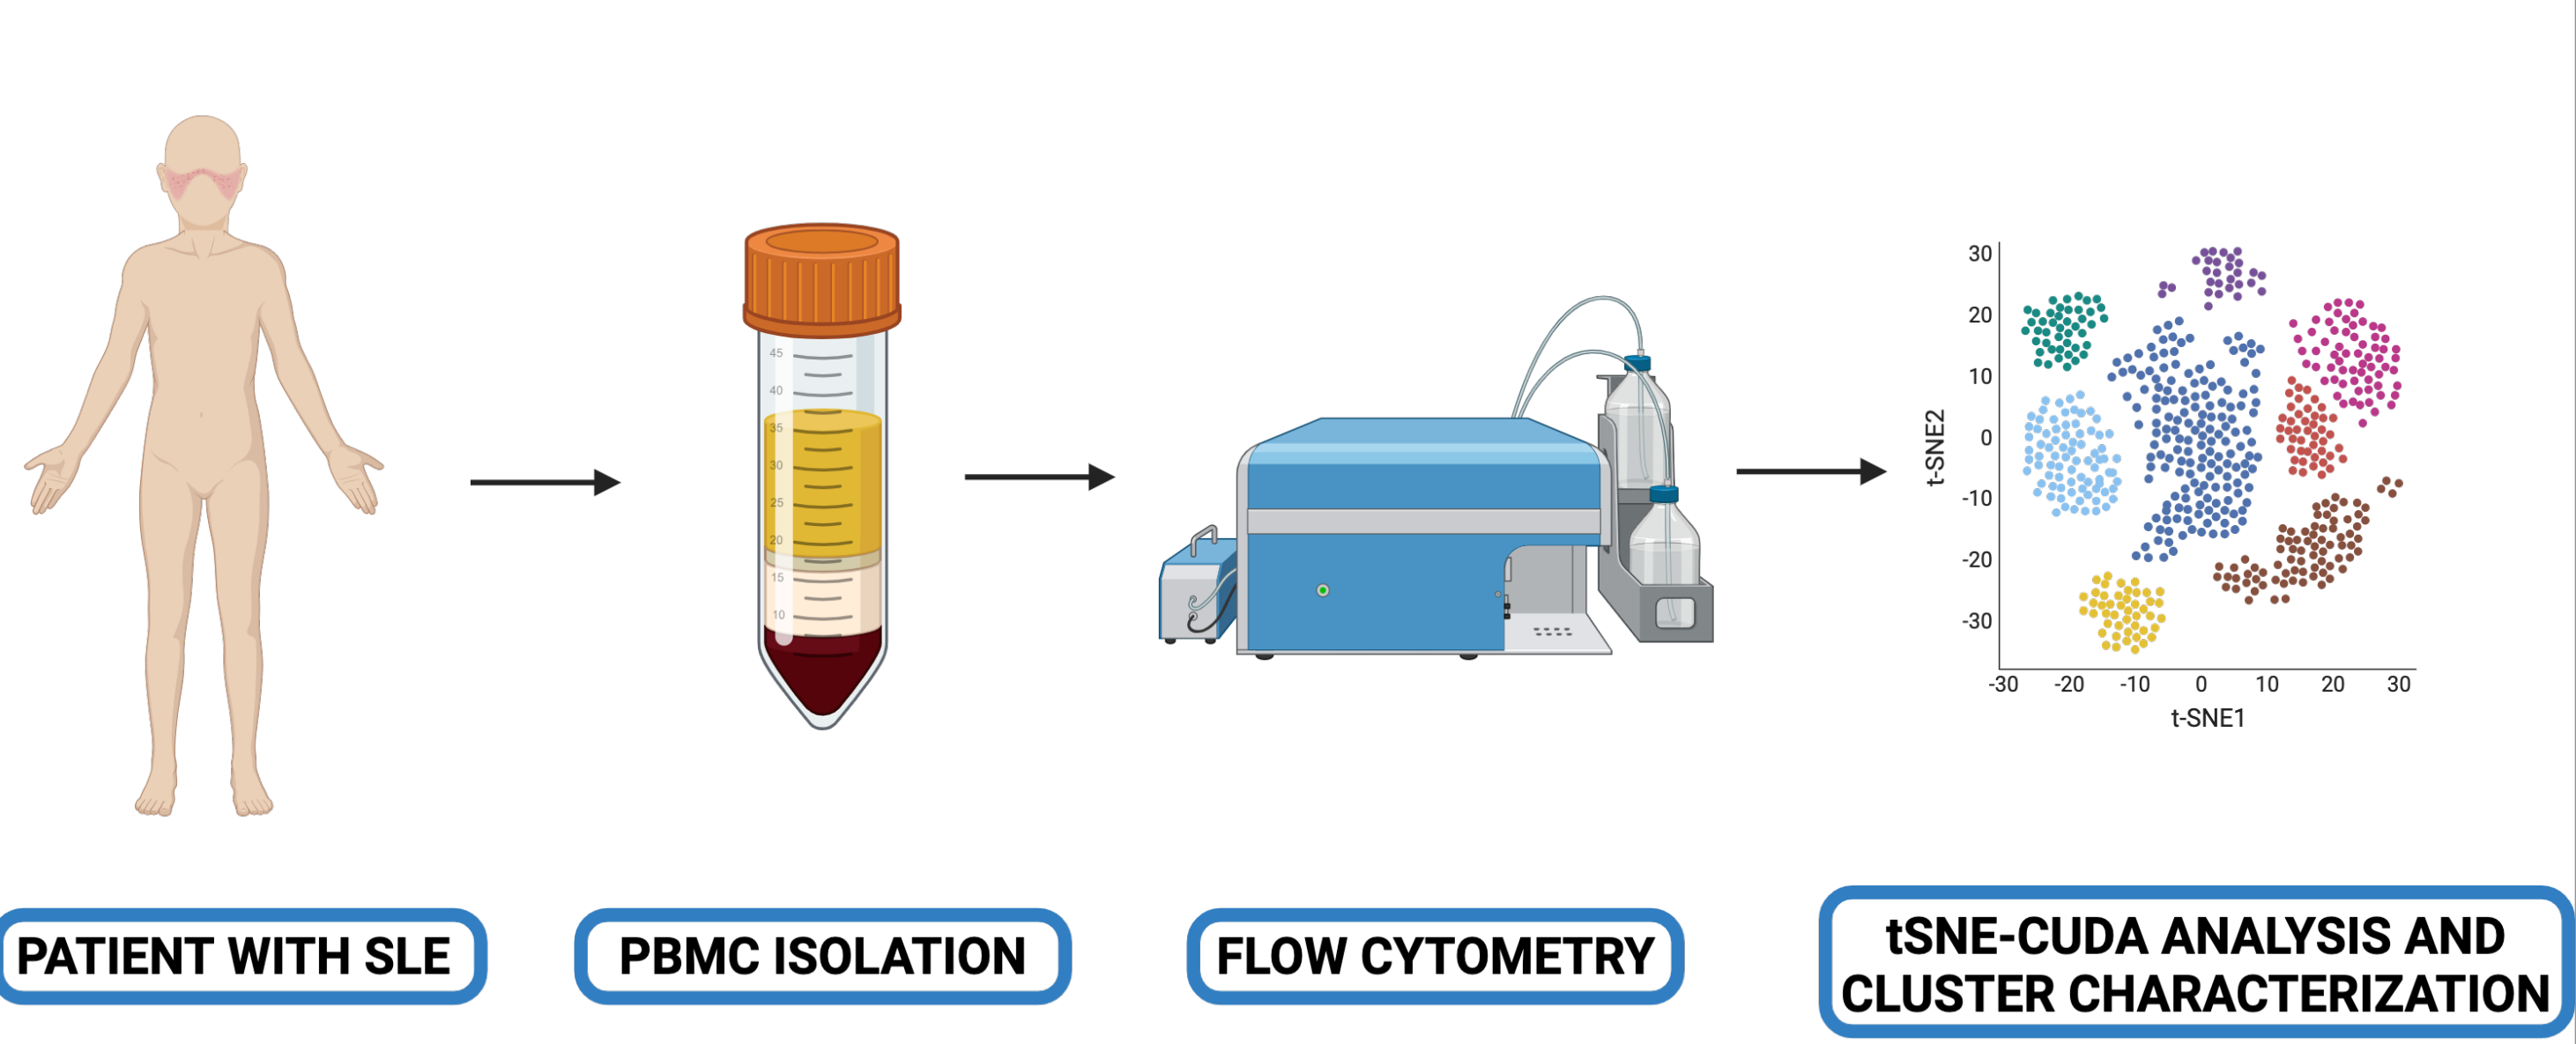 45
40
35
30
25
20
15
10
30
20
10
0
-10
-20
-30
t-SNE2
-30 -20 -10 0 10 20 30
t-SNE1
PATIENT WITH SLE
PBMC ISOLATION
FLOW CYTOMETRY
tSNE-CUDA ANALYSIS AND
CLUSTER CHARACTERIZATION